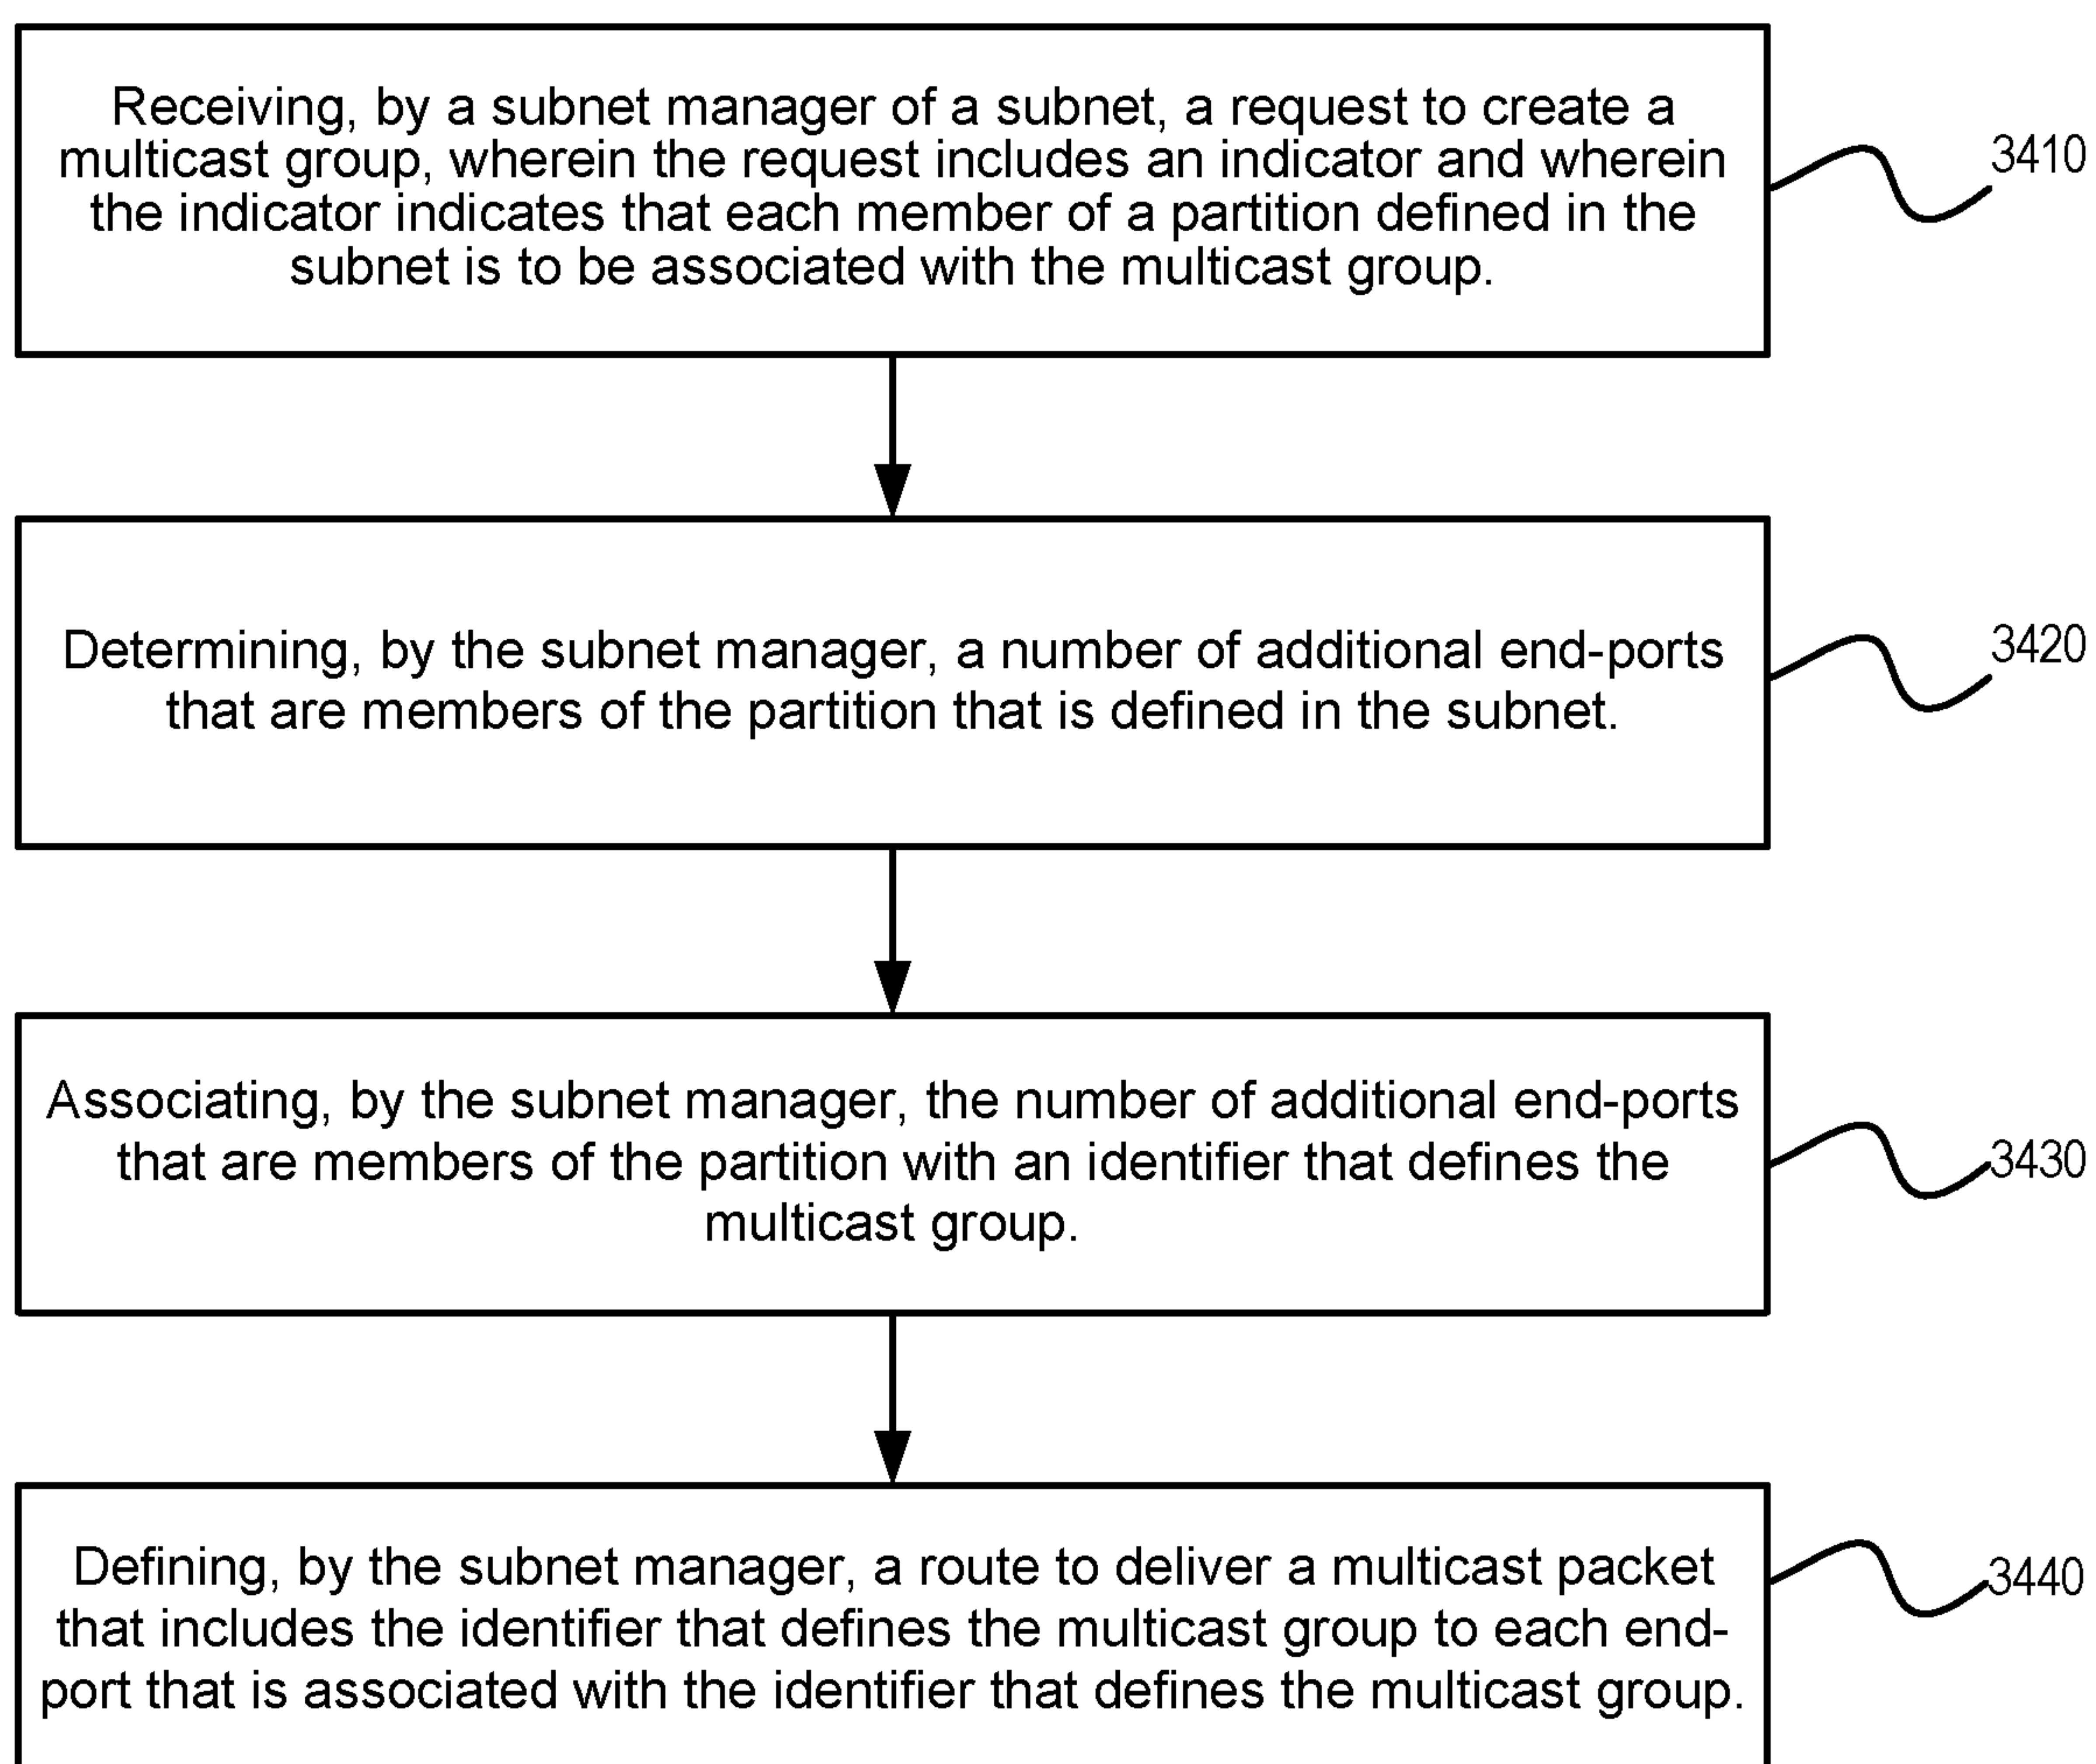 Receiving, by a subnet manager of a subnet, a request to create a
multicast group, wherein the request includes an indicator and wherein
the indicator indicates that each member of a partition defined in the
subnet is to be associated with the multicast group.
3410
Determining, by the subnet manager, a number of additional end-ports
that are members of the partition that is defined in the subnet.
3420
Associating, by the subnet manager, the number of additional end-ports
that are members of the partition with an identifier that defines the
multicast group.
3430
Defining, by the subnet manager, a route to deliver a multicast packet
that includes the identifier that defines the multicast group to each end-
port that is associated with the identifier that defines the multicast group.
3440